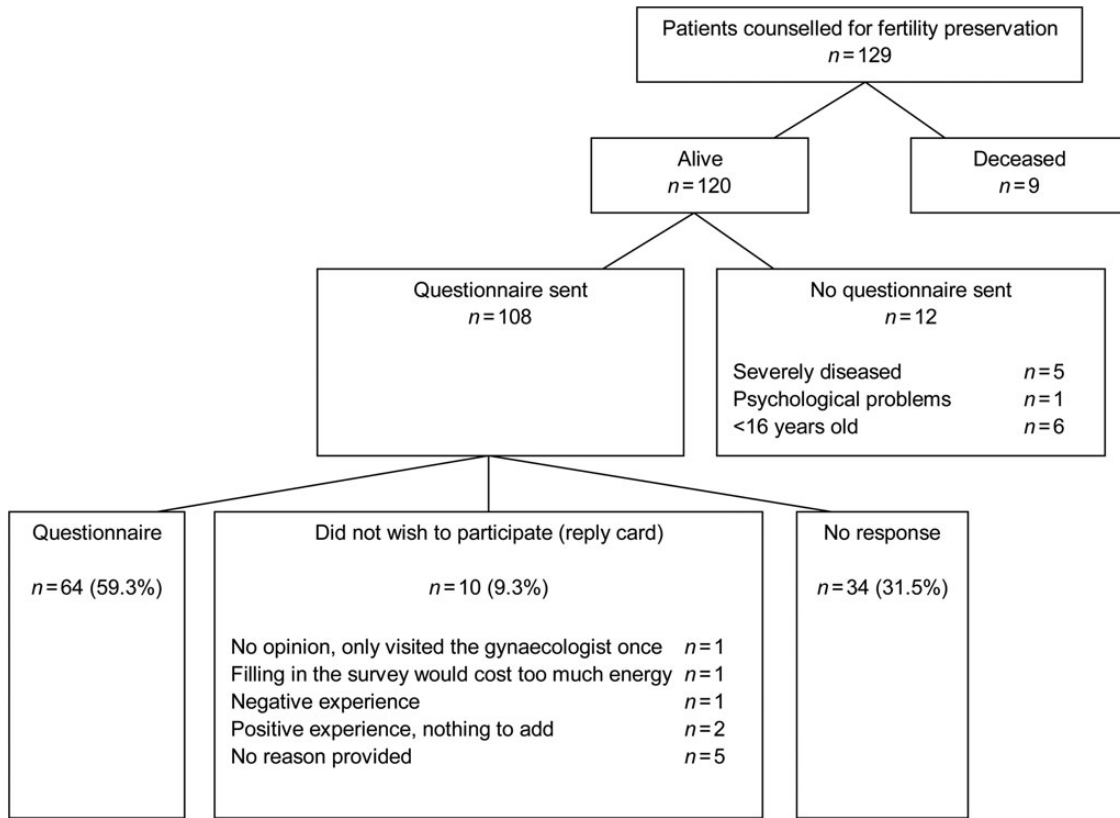 Patients counselled for fertility preservation
n=129
Alive
n=120
Deceased
n=9
Questionnaire sent
n=108
No questionnaire sent
n=12
Severely diseased n=5
Psychological problems n=1
<16 years old n=6
Questionnaire
n=64 (59.3%)
Did not wish to participate (reply card)
n=10 (9.3%)
No opinion, only visited the gynaecologist once n=1
Filling in the survey would cost too much energy n=1
Negative experience n=1
Positive experience, nothing to add n=2
No reason provided n=5
No response
n=34 (31.5%)